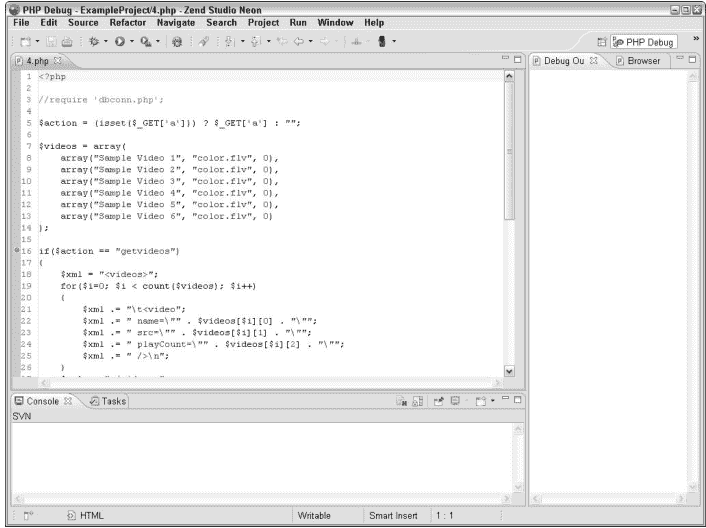 PHP Debug - ExampleProject/4.php - Zend Studio Neon
File Edit Source Refactor Navigate Search Project Run Window Help
PHP Debug »
4.php
Debug Ou Browser
1 <?php
2
3 //require 'dbconn.php';
4
5 $action = (isset($_GET['a'])) ? $_GET['a'] : "";
6
7 $videos = array(
8 array("Sample Video 1", "color.flv", 0),
9 array("Sample Video 2", "color.flv", 0),
10 array("Sample Video 3", "color.flv", 0),
11 array("Sample Video 4", "color.flv", 0),
12 array("Sample Video 5", "color.flv", 0),
13 array("Sample Video 6", "color.flv", 0)
14 );
15
16 if($action == "getvideos")
17 {
18 $xml = "<videos>";
19 for($i=0; $i < count($videos); $i++)
20 {
21 $xml .= "\t<video";
22 $xml .= " name=\"" . $videos[$i][0] . "\"";
23 $xml .= " src=\"" . $videos[$i][1] . "\"";
24 $xml .= " playCount=\"" . $videos[$i][2] . "\"";
25 $xml .= " />\n";
26 }
Console Tasks
SVN
HTML Writable Smart Insert 1 : 1